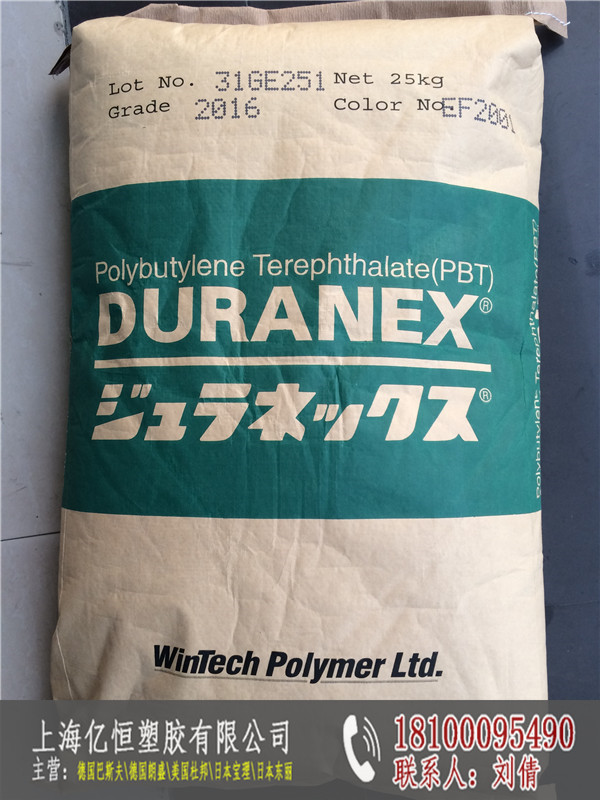 Lot No. 31GE251 Net 25kg
Grade 2016 Color No. EF2001
Polybutylene Terephthalate(PBT)
DURANEX®
ジュラネックス®
Polybutylene Terephthalate(PBT)
WinTech Polymer Ltd.
上海亿恒塑胶有限公司
主营:德国巴斯夫\德国朗盛\美国杜邦\日本宝理\日本东丽
18100095490
联系人:刘倩